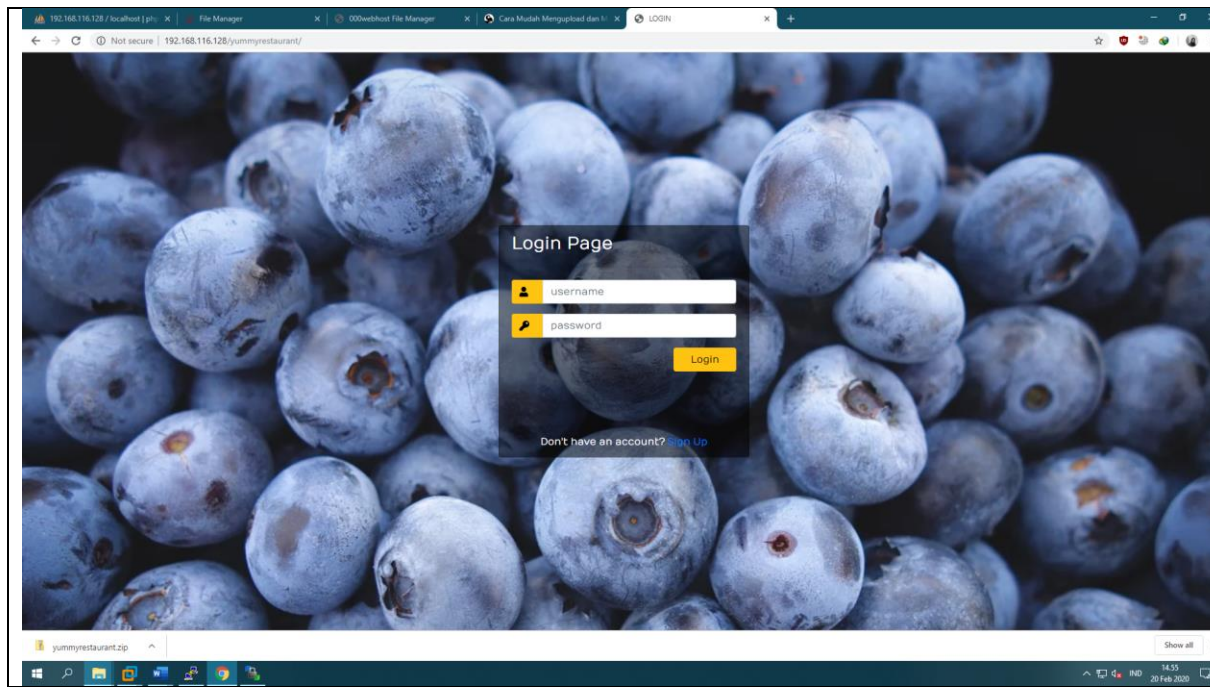 192.168.116.128 / localhost | ph
File Manager
000webhost File Manager
Cara Mudah Mengupload dan M
LOGIN
Not secure | 192.168.116.128/yummyrestaurant/
Login Page
username
password
Login
Don't have an account? Sign Up
yummyrestaurant.zip
Show all
IND
14.55
20 Feb 2020